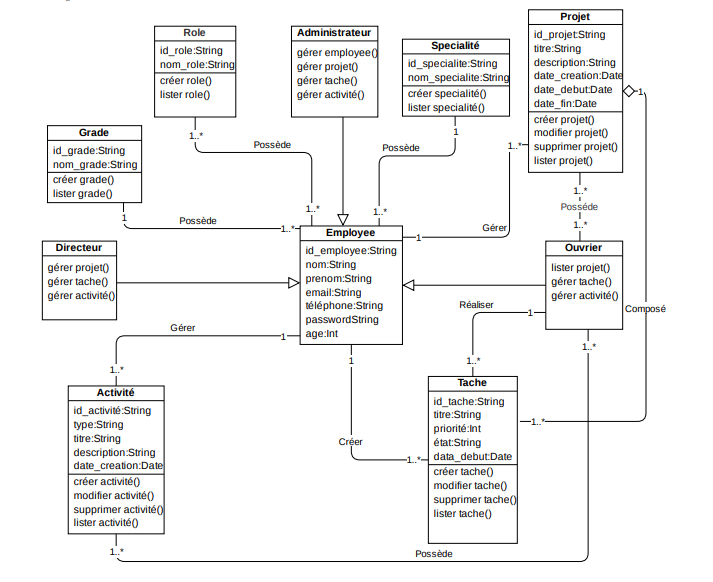 Role
id_role:String
nom_role:String
créer role()
lister role()
Administrateur
gérer employee()
gérer projet()
gérer tache()
gérer activité()
Specialité
id_specialite:String
nom_specialite:String
créer specialité()
lister specialité()
Projet
id_projet:String
titre:String
description:String
date_creation:Date
date_debut:Date
date_fin:Date
créer projet()
modifier projet()
supprimer projet()
lister projet()
Grade
id_grade:String
nom_grade:String
créer grade()
lister grade()
1..*
Possède
1..*
1
Possède
1..*
1
Possède
1..*
1..*
Gérer
1
1
Composé
1..*
1..*
Posséde
1..*
Directeur
gérer projet()
gérer tache()
gérer activité()
Employee
id_employee:String
nom:String
prenom:String
email:String
téléphone:String
passwordString
age:Int
Ouvrier
lister projet()
gérer tache()
gérer activité()
Gérer
1
1..*
1
Créer
1..*
Réaliser
1
1..*
1..*
Activité
id_activité:String
type:String
titre:String
description:String
date_creation:Date
créer activité()
modifier activité()
supprimer activité()
lister activité()
Tache
id_tache:String
titre:String
priorité:Int
état:String
data_debut:Date
créer tache()
modifier tache()
supprimer tache()
lister tache()
1..*
Possède